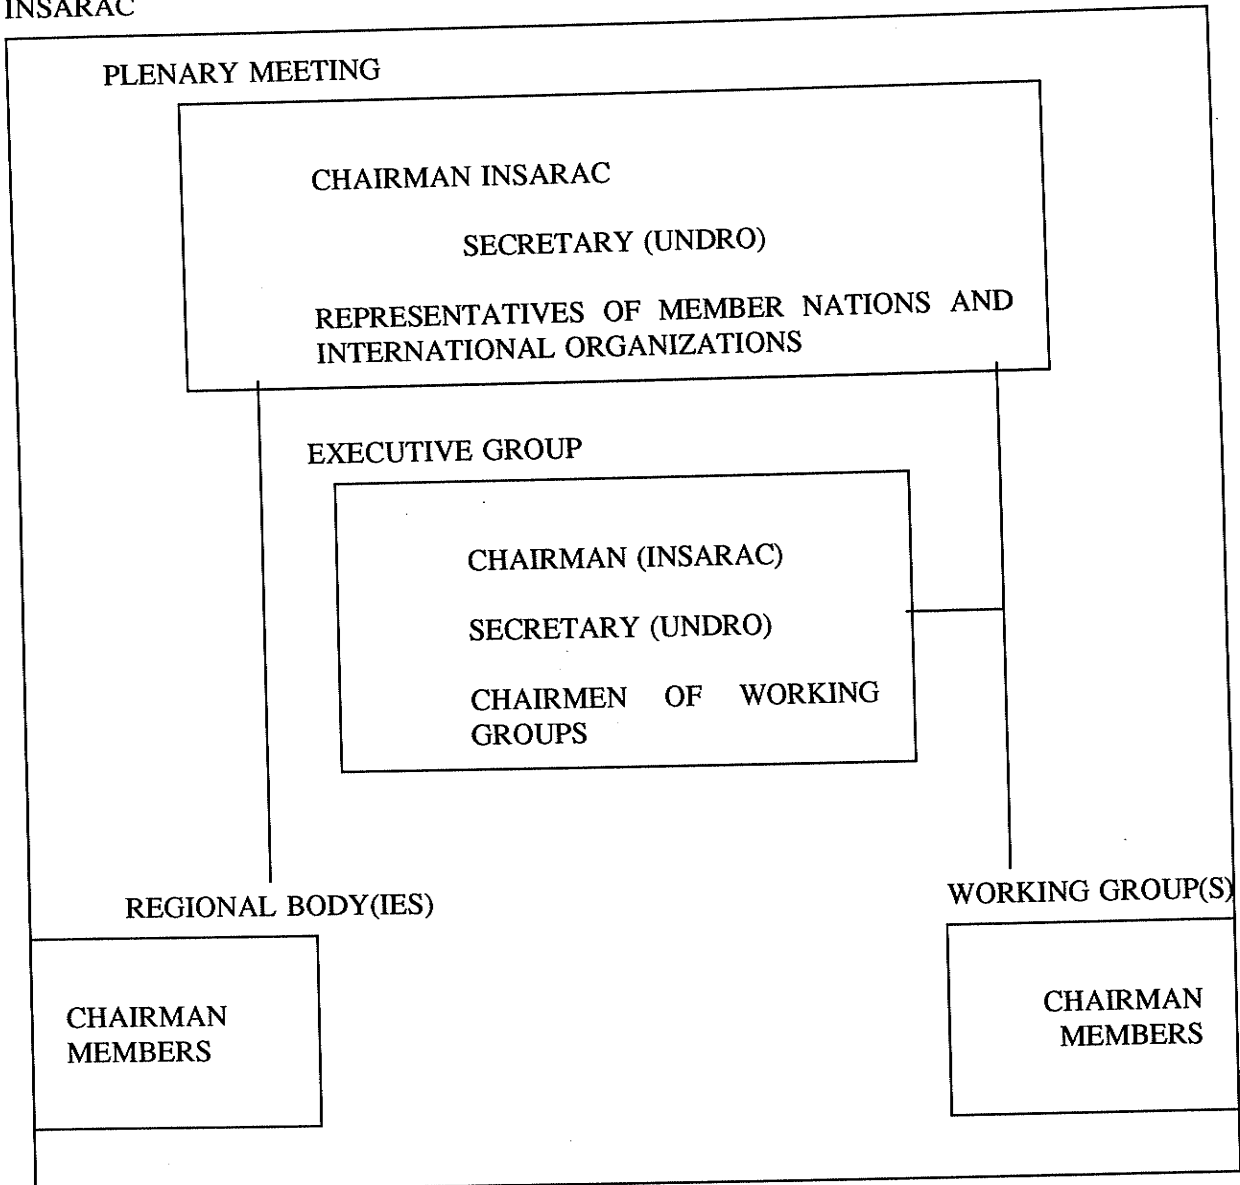 INSARAC
PLENARY MEETING
CHAIRMAN INSARAC
SECRETARY (UNDRO)
REPRESENTATIVES OF MEMBER NATIONS AND
INTERNATIONAL ORGANIZATIONS
EXECUTIVE GROUP
CHAIRMAN (INSARAC)
SECRETARY (UNDRO)
CHAIRMEN OF WORKING
GROUPS
REGIONAL BODY(IES)
WORKING GROUP(S)
CHAIRMAN
MEMBERS
CHAIRMAN
MEMBERS